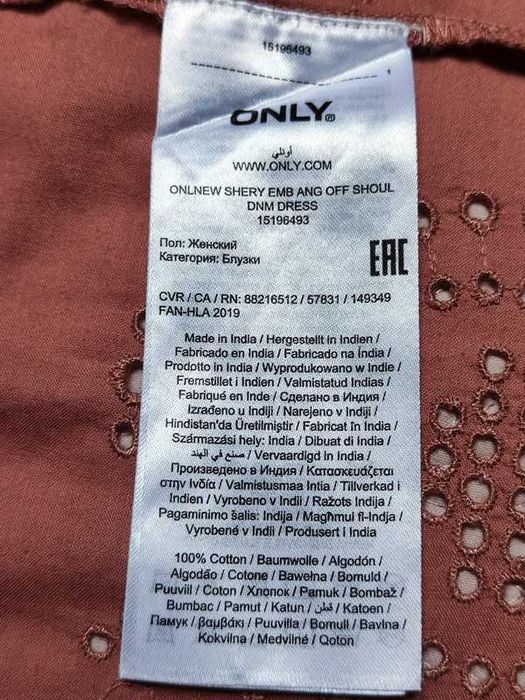 15196493
1
ONLY®
أونلي
WWW.ONLY.COM
ONLNEW SHERY EMB ANG OFF SHOUL
DNM DRESS
15196493
Пол: Женский
Категория: Блузки
EAC
CVR / CA / RN: 88216512 / 57831 / 149349
FAN-HLA 2019
Made in India / Hergestellt in Indien /
Fabricado en India / Fabricado na Índia /
Prodotto in India / Wyprodukowano w Indie /
Fremstillet i Indien / Valmistatud Indias /
Fabriqué en Inde / Сделано в Индия /
Izrađeno u Indiji / Narejeno v Indiji /
Hindistan'da Üretilmiştir / Fabricat în India /
Származási hely: India / Dibuat di India /
صنع في الهند / Vervaardigd in India /
Произведено в Индия / Κατασκευάζεται
στην Ινδία / Valmistusmaa Intia / Tillverkad i
Indien / Vyrobeno v Indii / Ražots Indija /
Pagaminimo šalis: Indija / Magħmul fl-Indja /
Vyrobené v Indii / Produsert i India
100% Cotton / Baumwolle / Algodón /
Algodão / Cotone / Bawełna / Bomuld /
Puuviil / Coton / Хлопок / Pamuk / Bombaž /
Bumbac / Pamut / Katun / قطن / Katoen /
Памук / βαμβάκι / Puuvilla / Bomull / Bavlna /
Kokvilna / Medvilnė / Qoton